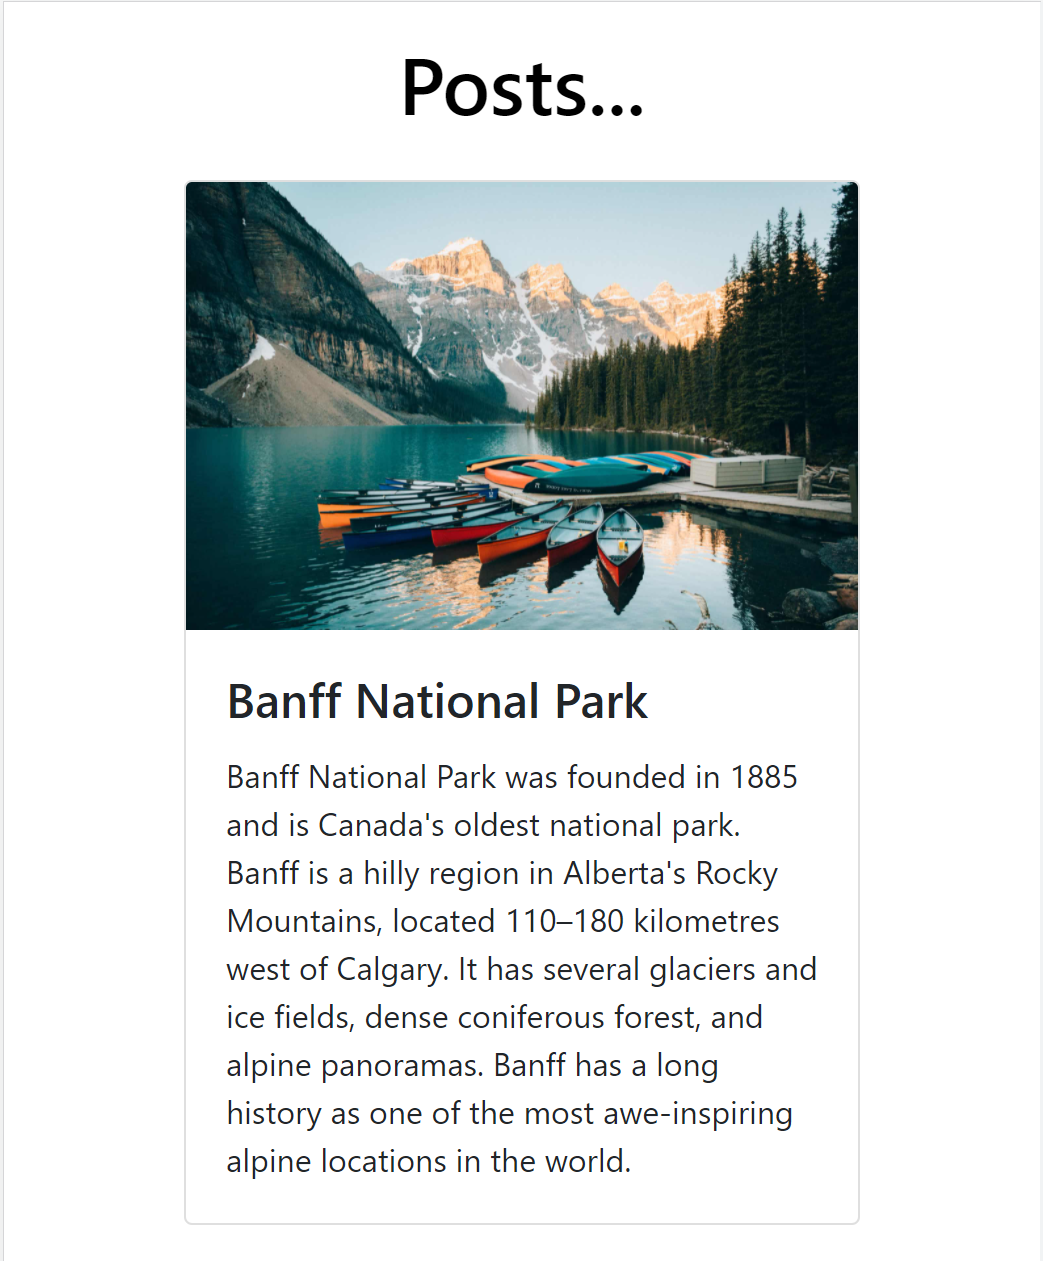 Posts...
Banff National Park
Banff National Park was founded in 1885
and is Canada's oldest national park.
Banff is a hilly region in Alberta's Rocky
Mountains, located 110–180 kilometres
west of Calgary. It has several glaciers and
ice fields, dense coniferous forest, and
alpine panoramas. Banff has a long
history as one of the most awe-inspiring
alpine locations in the world.